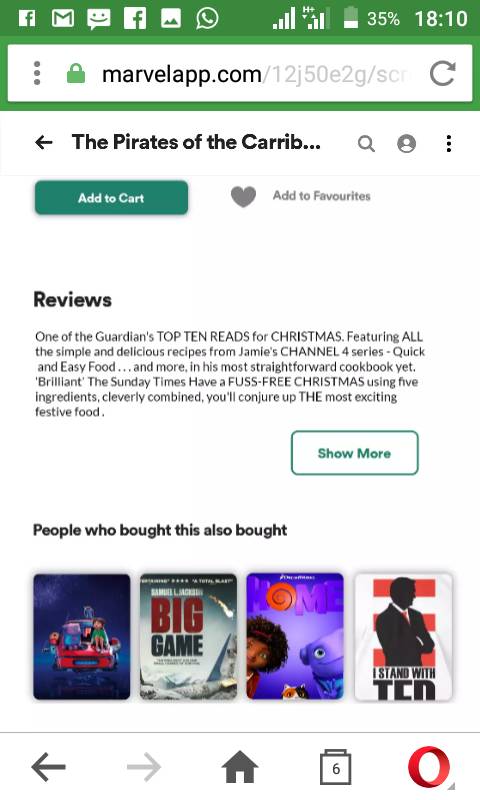 35% 18:10
marvelapp.com/12j50e2g/scr
The Pirates of the Carrib...
Add to Cart
Add to Favourites
Reviews
One of the Guardian's TOP TEN READS for CHRISTMAS. Featuring ALL
the simple and delicious recipes from Jamie's CHANNEL 4 series - Quick
and Easy Food . . . and more, in his most straightforward cookbook yet.
'Brilliant' The Sunday Times Have a FUSS-FREE CHRISTMAS using five
ingredients, cleverly combined, you'll conjure up THE most exciting
festive food .
Show More
People who bought this also bought
"A TOTAL BLAST"
SAMUEL L. JACKSON
BIG
GAME
DREAMWORKS
HOME
I STAND WITH
TED
6